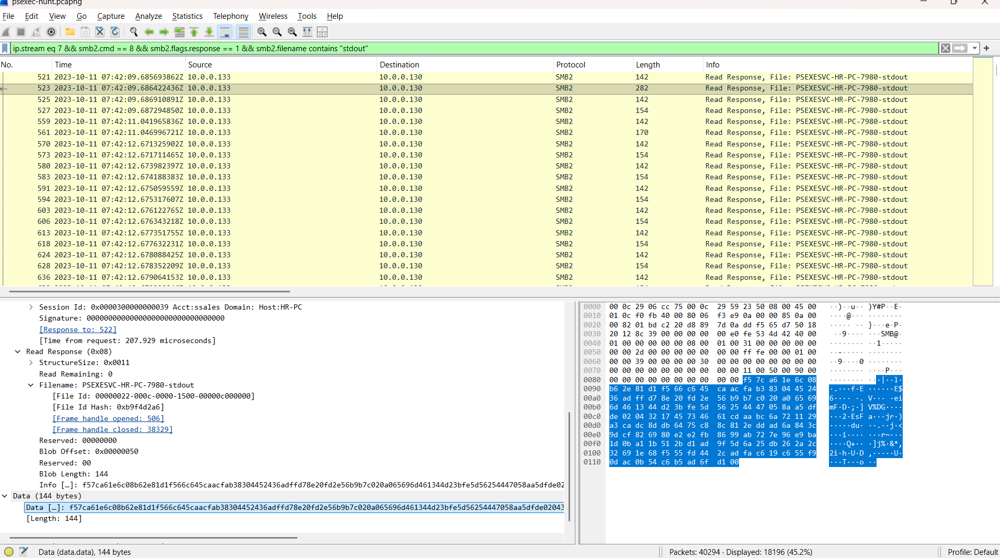 psexec-hunt.pcapng
File Edit View Go Capture Analyze Statistics Telephony Wireless Tools Help
ip.stream eq 7 && smb2.cmd == 8 && smb2.flags.response == 1 && smb2.filename contains "stdout"
No. Time Source Destination Protocol Length Info
521 2023-10-11 07:42:09.685693862Z 10.0.0.133 10.0.0.130 SMB2 142 Read Response, File: PSEXESVC-HR-PC-7980-stdout
523 2023-10-11 07:42:09.686422436Z 10.0.0.133 10.0.0.130 SMB2 282 Read Response, File: PSEXESVC-HR-PC-7980-stdout
525 2023-10-11 07:42:09.686910891Z 10.0.0.133 10.0.0.130 SMB2 142 Read Response, File: PSEXESVC-HR-PC-7980-stdout
527 2023-10-11 07:42:09.687294850Z 10.0.0.133 10.0.0.130 SMB2 154 Read Response, File: PSEXESVC-HR-PC-7980-stdout
559 2023-10-11 07:42:11.041965836Z 10.0.0.133 10.0.0.130 SMB2 142 Read Response, File: PSEXESVC-HR-PC-7980-stdout
561 2023-10-11 07:42:11.046996721Z 10.0.0.133 10.0.0.130 SMB2 170 Read Response, File: PSEXESVC-HR-PC-7980-stdout
570 2023-10-11 07:42:12.671325902Z 10.0.0.133 10.0.0.130 SMB2 142 Read Response, File: PSEXESVC-HR-PC-7980-stdout
573 2023-10-11 07:42:12.671711465Z 10.0.0.133 10.0.0.130 SMB2 154 Read Response, File: PSEXESVC-HR-PC-7980-stdout
580 2023-10-11 07:42:12.673982397Z 10.0.0.133 10.0.0.130 SMB2 142 Read Response, File: PSEXESVC-HR-PC-7980-stdout
583 2023-10-11 07:42:12.674188383Z 10.0.0.133 10.0.0.130 SMB2 154 Read Response, File: PSEXESVC-HR-PC-7980-stdout
591 2023-10-11 07:42:12.675059559Z 10.0.0.133 10.0.0.130 SMB2 142 Read Response, File: PSEXESVC-HR-PC-7980-stdout
594 2023-10-11 07:42:12.675317607Z 10.0.0.133 10.0.0.130 SMB2 154 Read Response, File: PSEXESVC-HR-PC-7980-stdout
603 2023-10-11 07:42:12.676122765Z 10.0.0.133 10.0.0.130 SMB2 142 Read Response, File: PSEXESVC-HR-PC-7980-stdout
606 2023-10-11 07:42:12.676343218Z 10.0.0.133 10.0.0.130 SMB2 154 Read Response, File: PSEXESVC-HR-PC-7980-stdout
613 2023-10-11 07:42:12.677351755Z 10.0.0.133 10.0.0.130 SMB2 142 Read Response, File: PSEXESVC-HR-PC-7980-stdout
618 2023-10-11 07:42:12.677632231Z 10.0.0.133 10.0.0.130 SMB2 154 Read Response, File: PSEXESVC-HR-PC-7980-stdout
624 2023-10-11 07:42:12.678088425Z 10.0.0.133 10.0.0.130 SMB2 142 Read Response, File: PSEXESVC-HR-PC-7980-stdout
628 2023-10-11 07:42:12.678352209Z 10.0.0.133 10.0.0.130 SMB2 154 Read Response, File: PSEXESVC-HR-PC-7980-stdout
636 2023-10-11 07:42:12.679064153Z 10.0.0.133 10.0.0.130 SMB2 142 Read Response, File: PSEXESVC-HR-PC-7980-stdout
Session Id: 0x0000300000000039 Acct:ssales Domain: Host:HR-PC
Signature: 00000000000000000000000000000000
[Response to: 522]
[Time from request: 207.929 microseconds]
Read Response (0x08)
StructureSize: 0x0011
Read Remaining: 0
Filename: PSEXESVC-HR-PC-7980-stdout
[File Id: 00000022-000c-0000-1500-00000c000000]
[File Id Hash: 0xb9f4d2a6]
[Frame handle opened: 506]
[Frame handle closed: 38329]
Reserved: 00000000
Blob Offset: 0x00000050
Reserved: 00
Blob Length: 144
Info […]: f57ca61e6c08b62e81d1f566c645caacfab38304452436adffd78e20fd2e56b9b7c020a065696d461344d23bfe5d56254447058aa5dfde02
Data (144 bytes)
Data […]: f57ca61e6c08b62e81d1f566c645caacfab38304452436adffd78e20fd2e56b9b7c020a065696d461344d23bfe5d56254447058aa5dfde02043
[Length: 144]
0000 00 0c 29 06 cc 75 00 0c 29 59 23 50 08 00 45 00 ··)··u·· )Y#P··E·
0010 01 0c f0 fb 40 00 80 06 f3 e9 0a 00 00 85 0a 00 ····@··· ········
0020 00 82 01 bd c2 20 d8 89 7d 0a dd f5 65 d7 50 18 ····· ·· }···e·P·
0030 20 12 8c 39 00 00 00 00 00 e0 fe 53 4d 42 40 00  ··9···· ···SMB@·
0040 01 00 00 00 00 00 08 00 01 00 31 00 00 00 00 00 ········ ··1·····
0050 00 00 2d 00 00 00 00 00 00 00 ff fe 00 00 01 00 ··-····· ········
0060 00 00 39 00 00 00 00 30 00 00 00 00 00 00 00 00 ··9····0 ········
0070 00 00 00 00 00 00 00 00 00 00 11 00 50 00 90 00 ········ ····P···
0080 00 00 00 00 00 00 00 00 00 00 f5 7c a6 1e 6c 08 ········ ···|··l·
0090 b6 2e 81 d1 f5 66 c6 45 ca ac fa b3 83 04 45 24 ·.···f·E ······E$
00a0 36 ad ff d7 8e 20 fd 2e 56 b9 b7 c0 20 a0 65 69 6···· ·. V··· ·ei
00b0 6d 46 13 44 d2 3b fe 5d 56 25 44 47 05 8a a5 df mF·D·;·] V%DG····
00c0 de 02 04 32 17 45 73 46 61 cd aa bc 6a 72 11 29 ···2·EsF a···jr·)
00d0 a3 ca dc 8d db 64 75 c8 8c 81 2e dd ad 6a 84 3c ·····du· ··.··j·<
00e0 9d cf 82 69 80 e2 e2 fb 86 99 ab 72 7e 96 e9 ba ···i···· ···r~···
00f0 1d 0b a1 1b 51 2b d1 ad 9f 5d 6a 25 db 26 2a 2c ····Q+·· ·]j%·&*,
0100 32 69 1e 68 f5 55 fd 44 2c ad fa c6 19 c6 55 f9 2i·h·U·D ,·····U·
0110 0d ac 0b 54 c6 b5 ad 6f d1 00 ···T···o ··
Data (data.data), 144 bytes
Packets: 40294 · Displayed: 18196 (45.2%)
Profile: Default